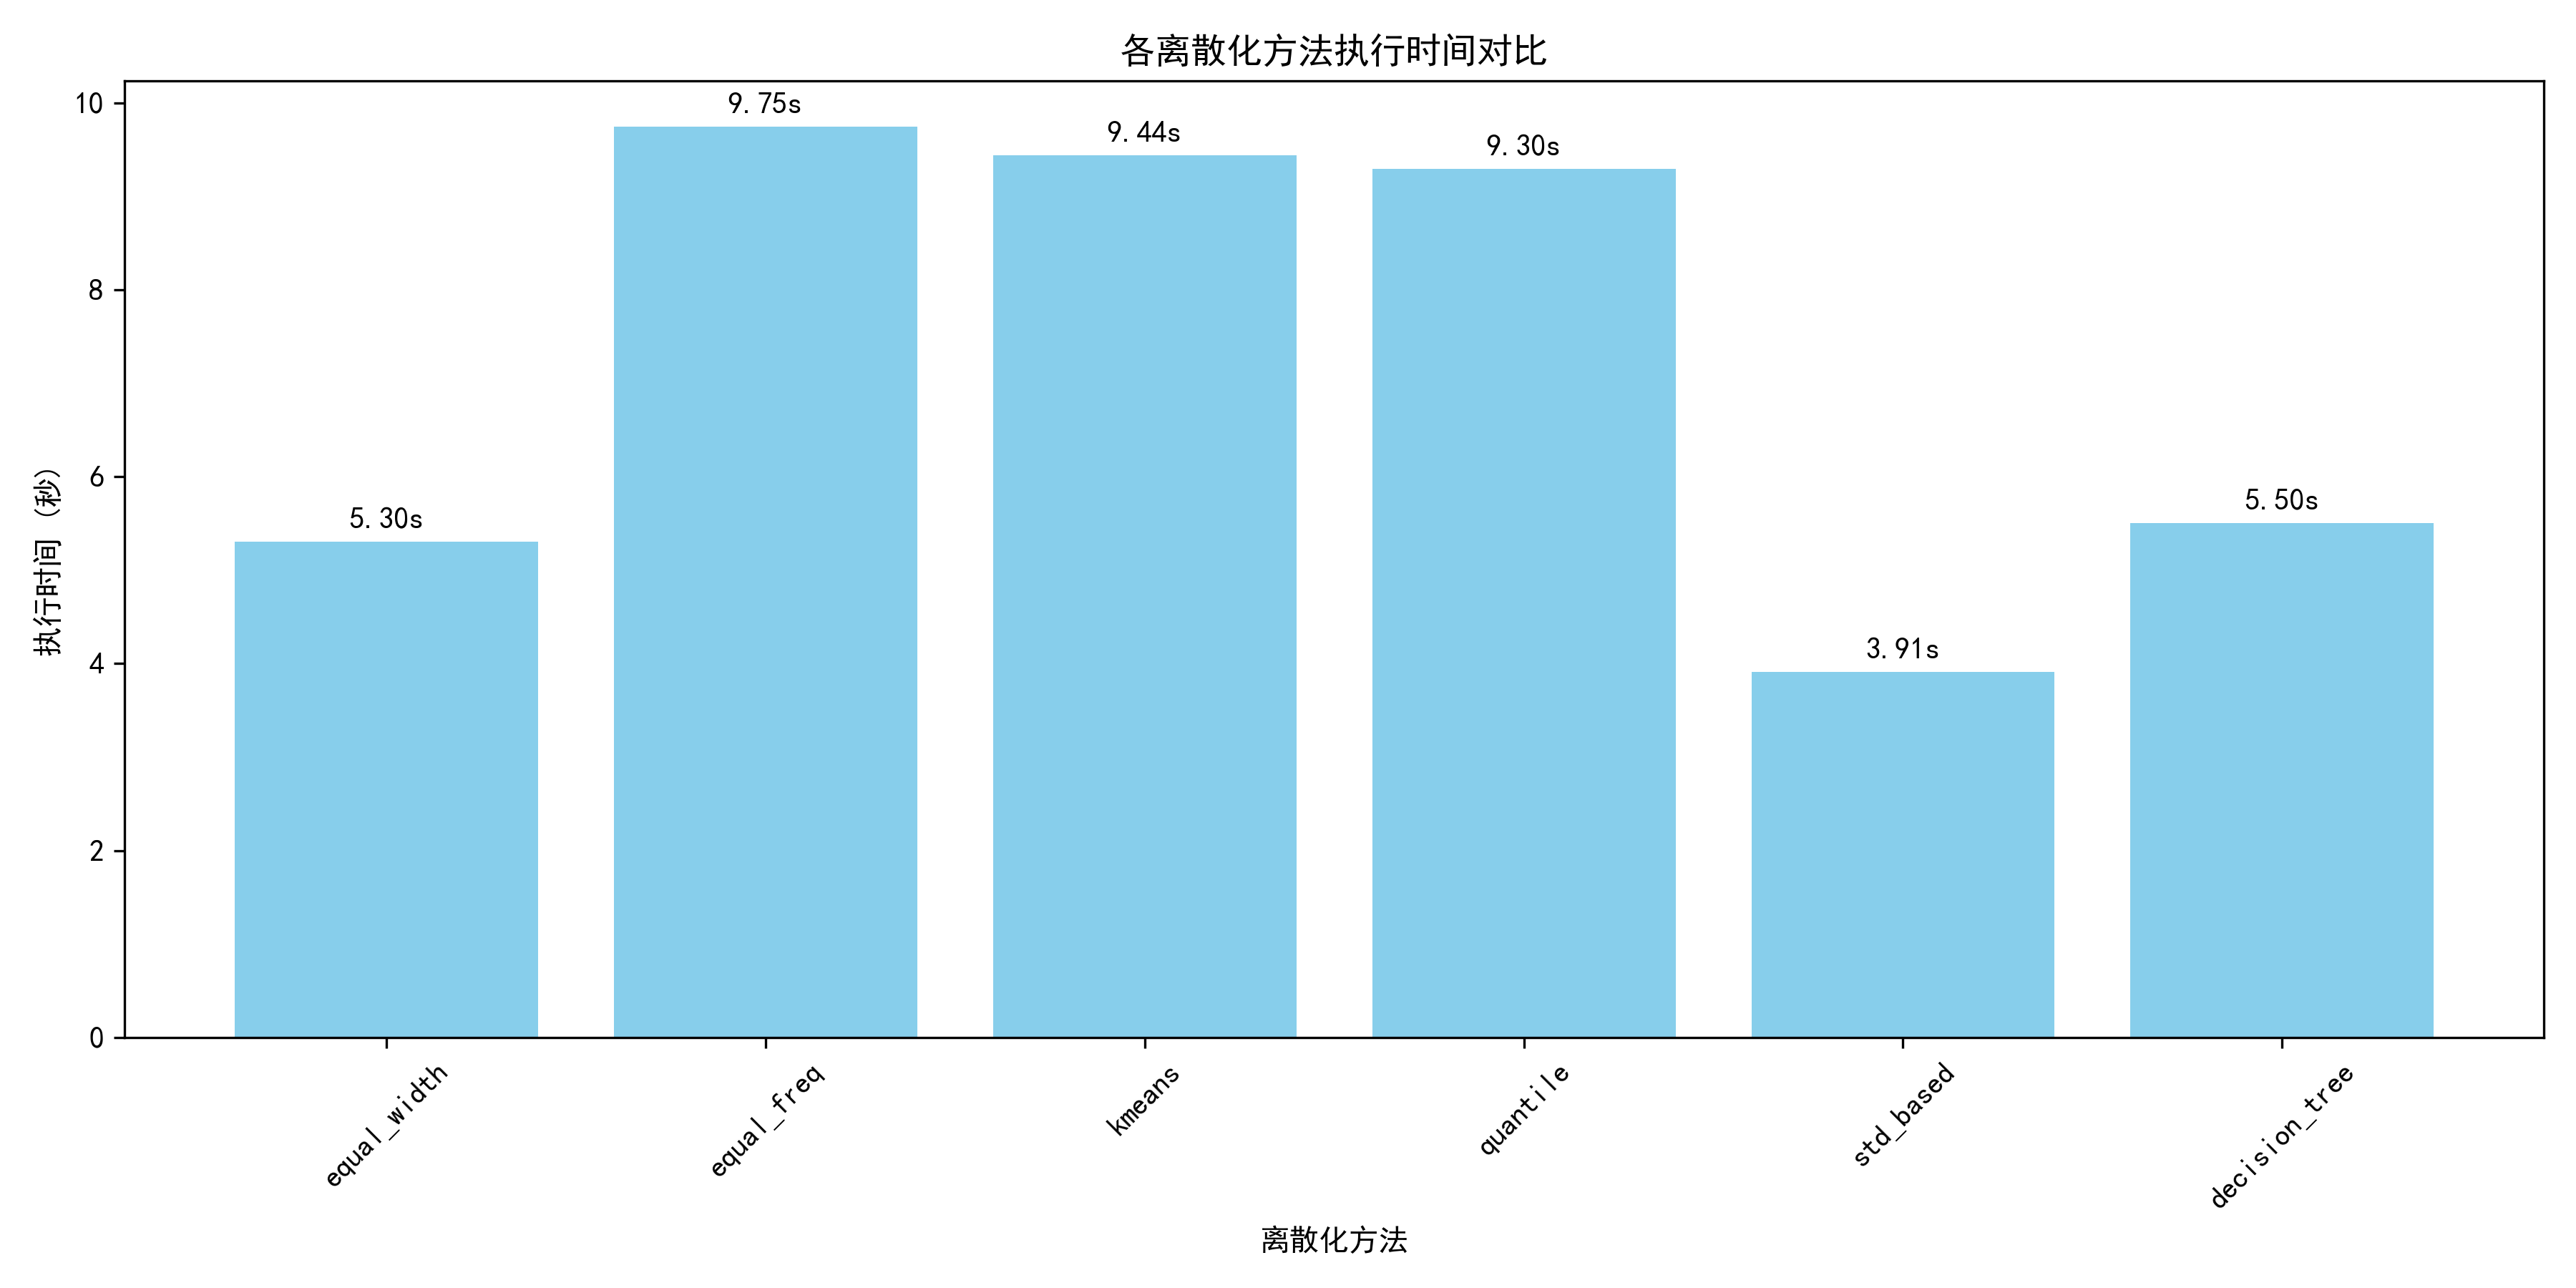 各离散化方法执行时间对比
执行时间 (秒)
10
8
6
4
2
0
5.30s
9.75s
9.44s
9.30s
3.91s
5.50s
equal_width
equal_freq
kmeans
quantile
std_based
decision_tree
离散化方法